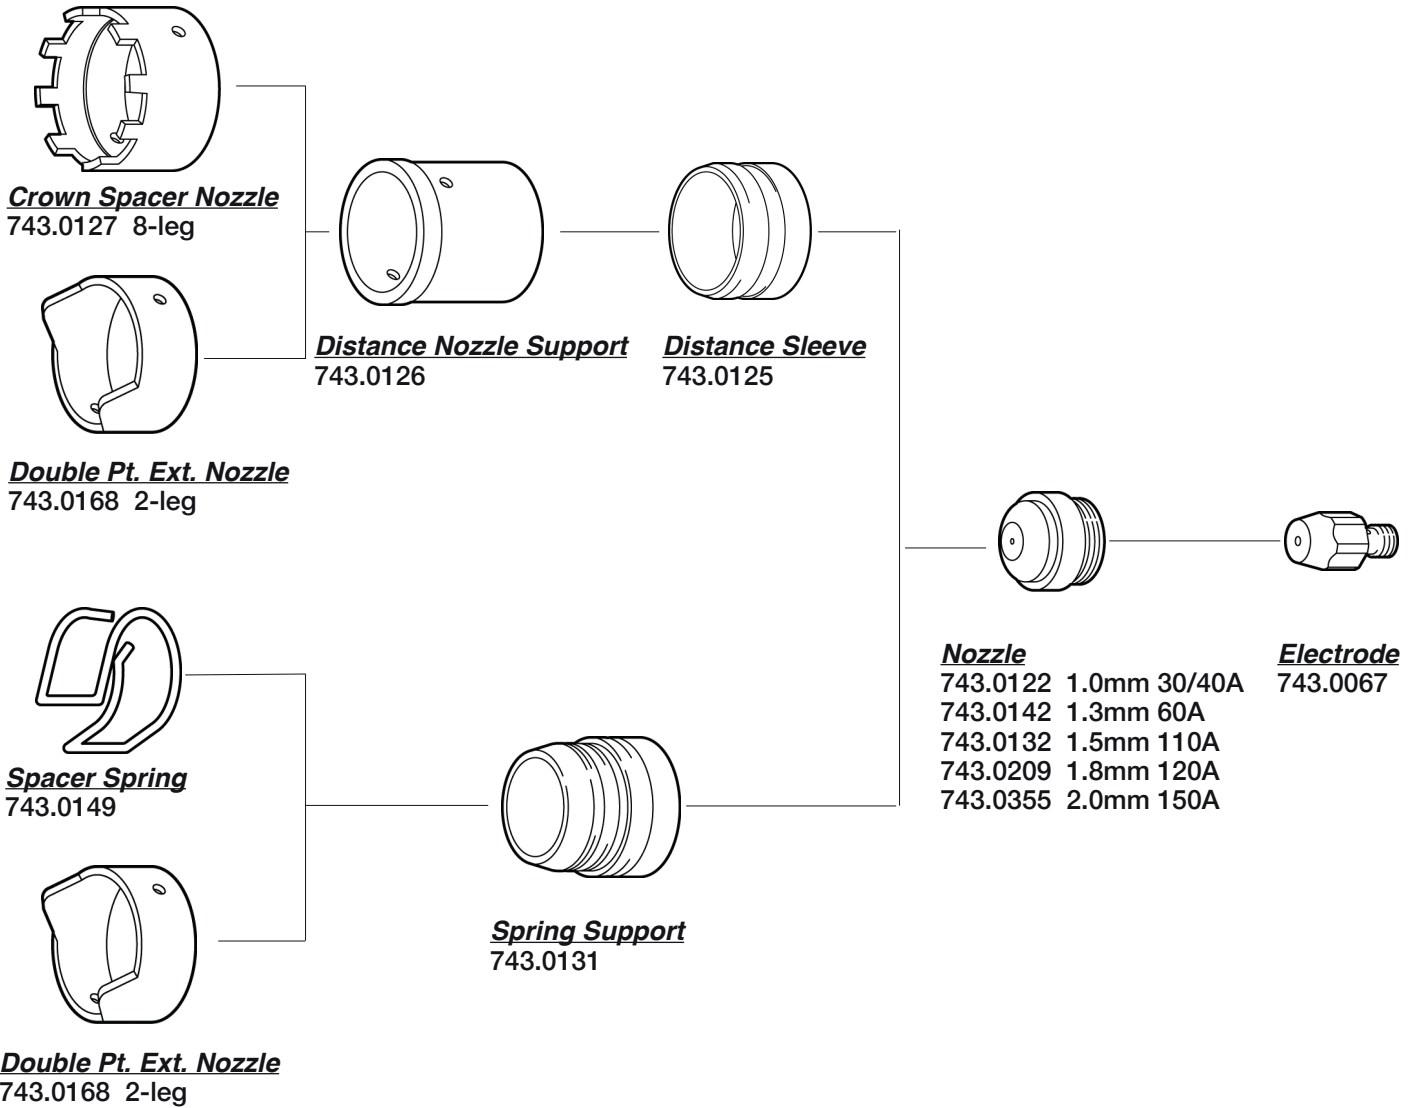 Crown Spacer Nozzle
743.0127 8-leg
Distance Nozzle Support
743.0126
Distance Sleeve
743.0125
Double Pt. Ext. Nozzle
743.0168 2-leg
Nozzle
743.0122 1.0mm 30/40A
743.0142 1.3mm 60A
743.0132 1.5mm 110A
743.0209 1.8mm 120A
743.0355 2.0mm 150A
Electrode
743.0067
Spacer Spring
743.0149
Spring Support
743.0131
Double Pt. Ext. Nozzle
743.0168 2-leg